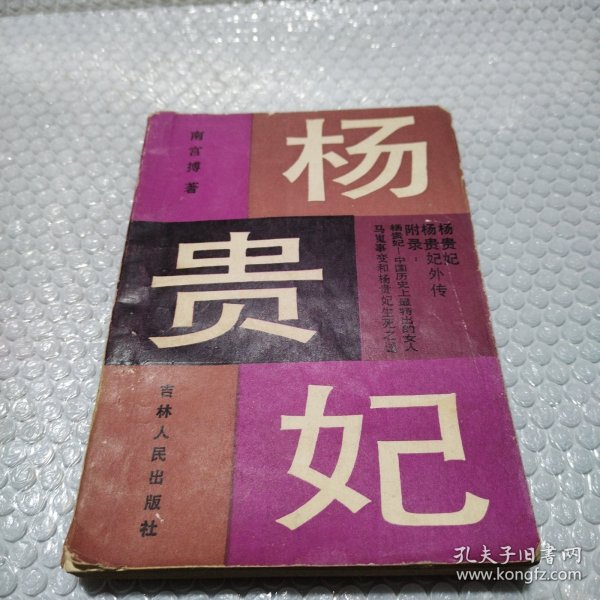 杨
贵
妃
南宫搏 著
杨贵妃
杨贵妃外传
附录：
杨贵妃—中国历史上最特出的女人
马嵬事变和杨贵妃生死之谜
吉林人民出版社
孔夫子旧书网
www.kongfz.com